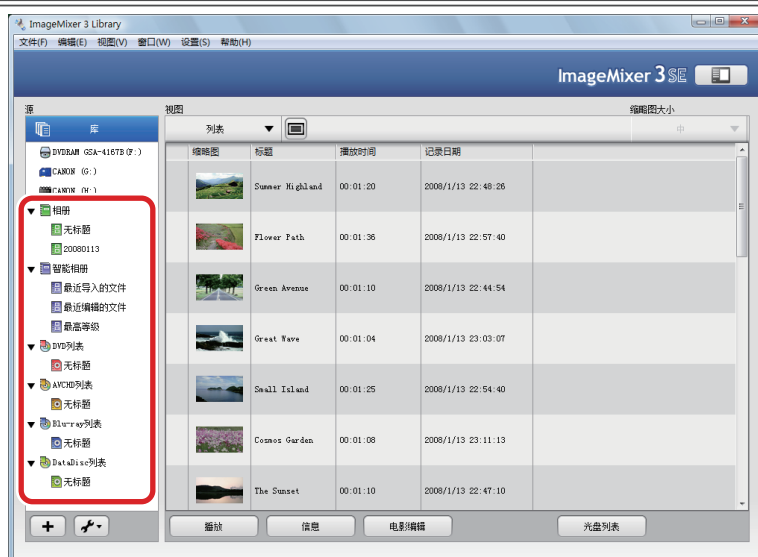 ImageMixer 3 Library
文件(F) 编辑(E) 视图(V) 窗口(W) 设置(S) 帮助(H)
ImageMixer 3 SE
源 视图 缩略图大小
库 列表 中
DVDRAM GSA-4167B(F:)
CANON (G:)
CANON (H:)
相册
无标题
20080113
智能相册
最近导入的文件
最近编辑的文件
最高等级
DVD列表
无标题
AVCHD列表
无标题
Blu-ray列表
无标题
DataDisc列表
无标题
缩略图 标题 播放时间 记录日期
Summer Highland 00:01:20 2008/1/13 22:48:26
Flower Path 00:01:36 2008/1/13 22:57:40
Green Avenue 00:01:10 2008/1/13 22:44:54
Great Wave 00:01:04 2008/1/13 23:03:07
Small Island 00:01:25 2008/1/13 22:54:40
Cosmos Garden 00:01:08 2008/1/13 23:11:13
The Sunset 00:01:10 2008/1/13 22:47:10
播放 信息 电影编辑 光盘列表